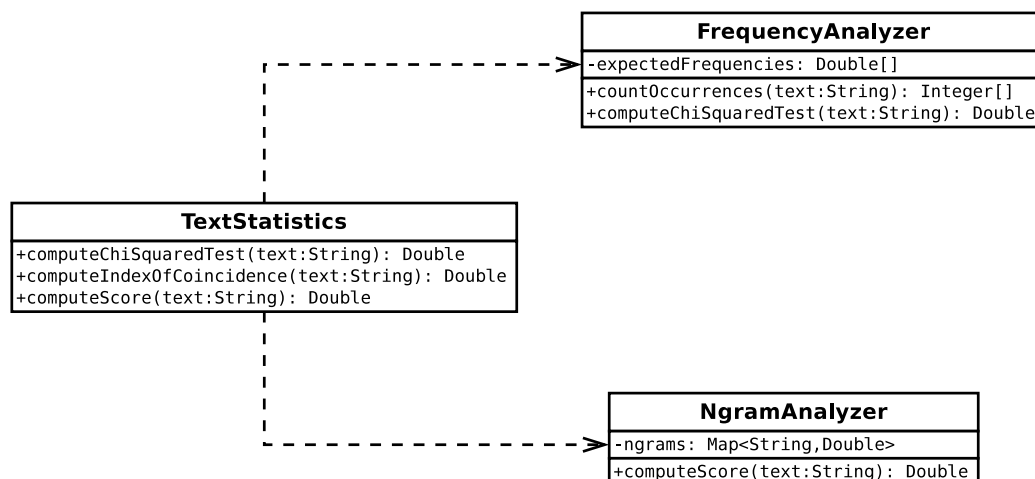 FrequencyAnalyzer
-expectedFrequencies: Double[]
+countOccurrences(text:String): Integer[]
+computeChiSquaredTest(text:String): Double
TextStatistics
+computeChiSquaredTest(text:String): Double
+computeIndexOfCoincidence(text:String): Double
+computeScore(text:String): Double
NgramAnalyzer
-ngrams: Map<String,Double>
+computeScore(text:String): Double